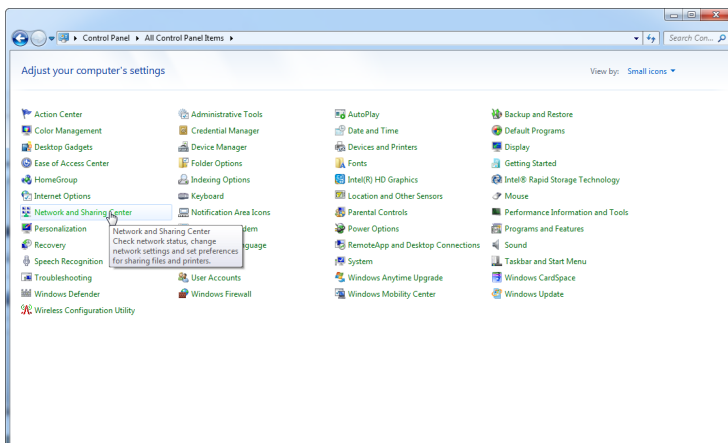 Control Panel
All Control Panel Items
Search Con...
Adjust your computer's settings
View by: Small icons
Action Center
Administrative Tools
AutoPlay
Backup and Restore
Color Management
Credential Manager
Date and Time
Default Programs
Desktop Gadgets
Device Manager
Devices and Printers
Display
Ease of Access Center
Folder Options
Fonts
Getting Started
HomeGroup
Indexing Options
Intel(R) HD Graphics
Intel® Rapid Storage Technology
Internet Options
Keyboard
Location and Other Sensors
Mouse
Network and Sharing Center
Notification Area Icons
Parental Controls
Performance Information and Tools
Personalization
Power Options
Programs and Features
Recovery
RemoteApp and Desktop Connections
Sound
Speech Recognition
System
Taskbar and Start Menu
Troubleshooting
User Accounts
Windows Anytime Upgrade
Windows CardSpace
Windows Defender
Windows Firewall
Windows Mobility Center
Windows Update
Wireless Configuration Utility
Network and Sharing Center
Check network status, change
network settings and set preferences
for sharing files and printers.